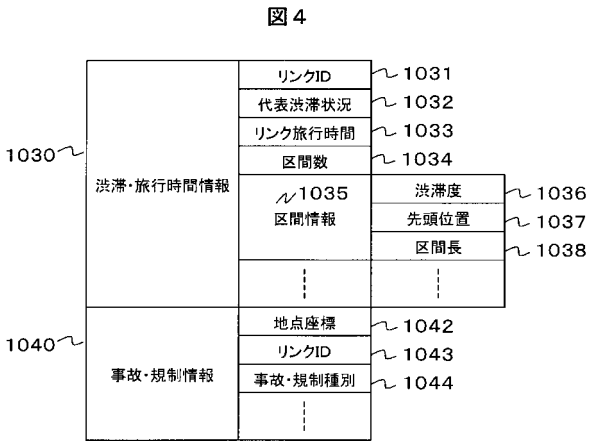 図4
リンクID
1031
代表渋滞状況
1032
リンク旅行時間
1033
1030
区間数
1034
渋滞・旅行時間情報
1035
区間情報
渋滞度
1036
先頭位置
1037
区間長
1038
地点座標
1042
1040
リンクID
1043
事故・規制情報
事故・規制種別
1044